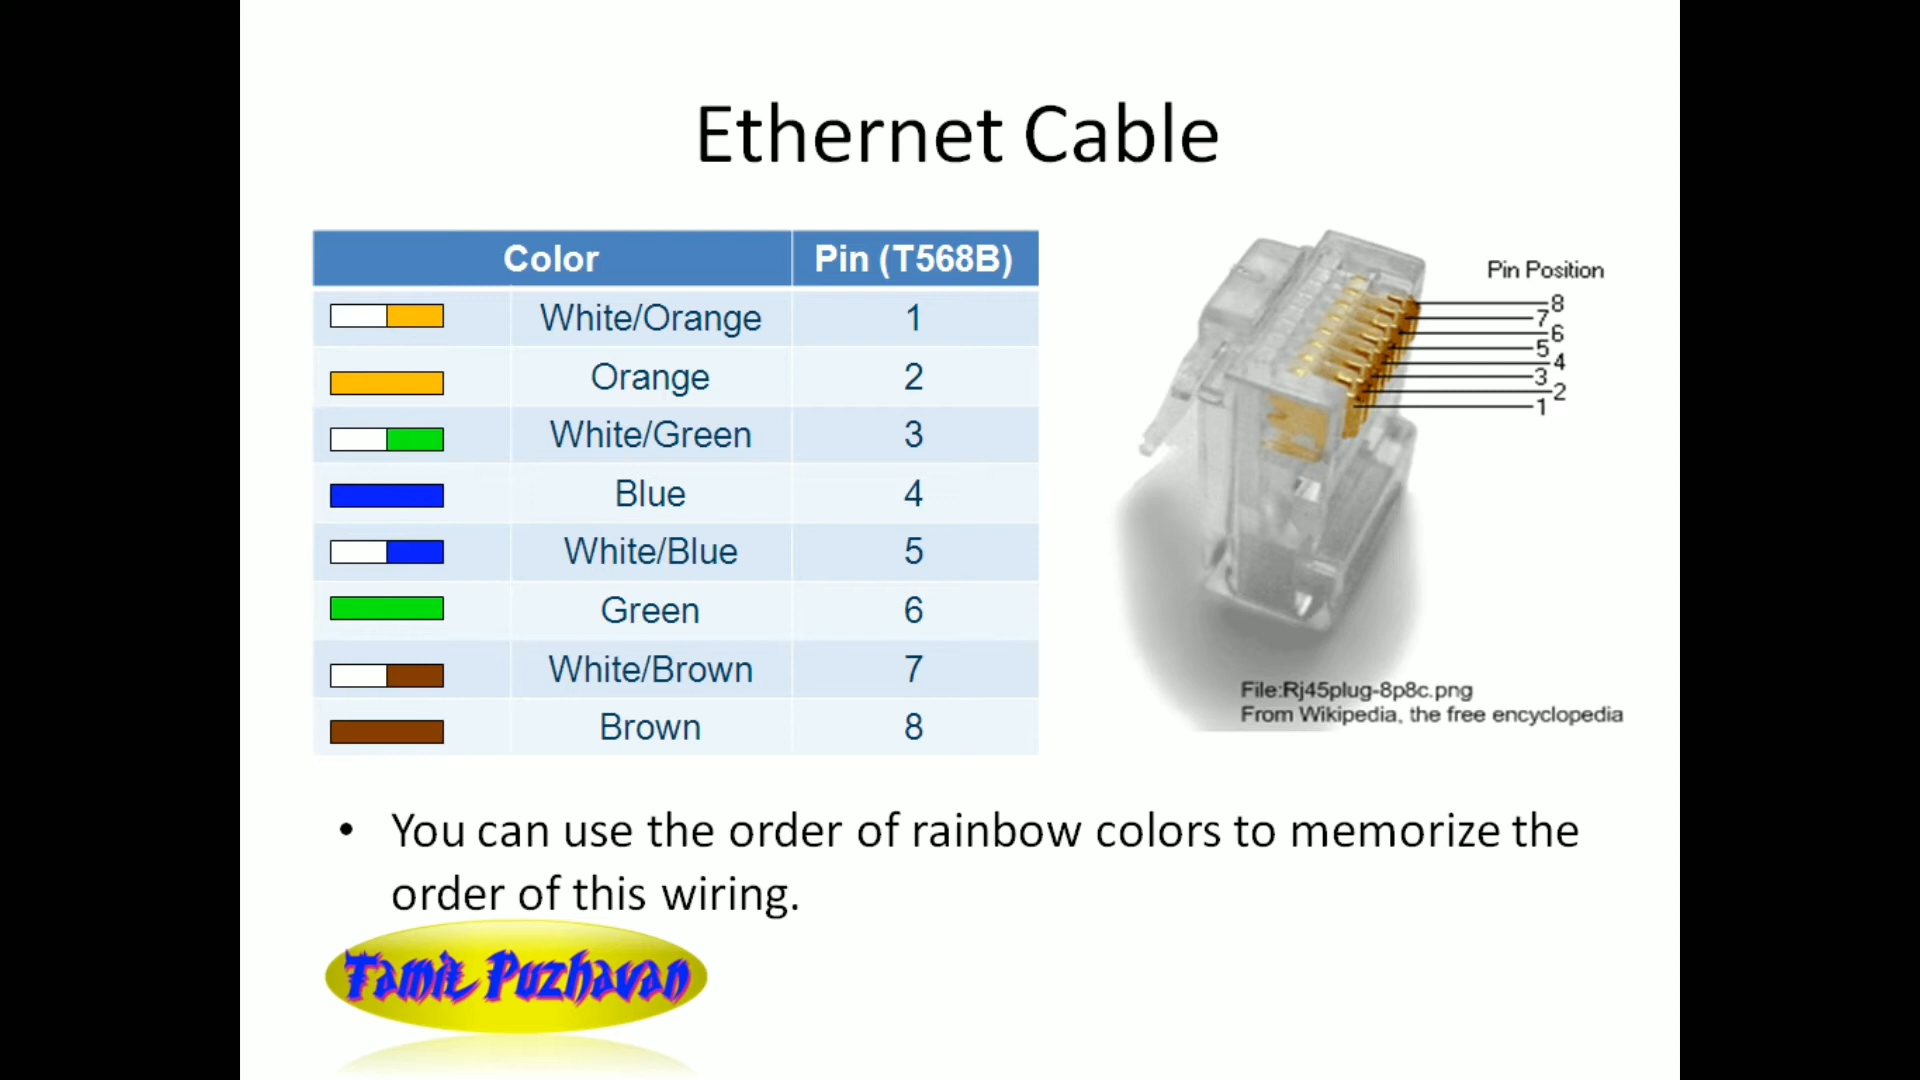 Ethernet Cable
Color Pin (T568B)
White/Orange 1
Orange 2
White/Green 3
Blue 4
White/Blue 5
Green 6
White/Brown 7
Brown 8
Pin Position
8
7
6
5
4
3
2
1
File:Rj45plug-8p8c.png
From Wikipedia, the free encyclopedia
• You can use the order of rainbow colors to memorize the
order of this wiring.
Tamil Puzhavan